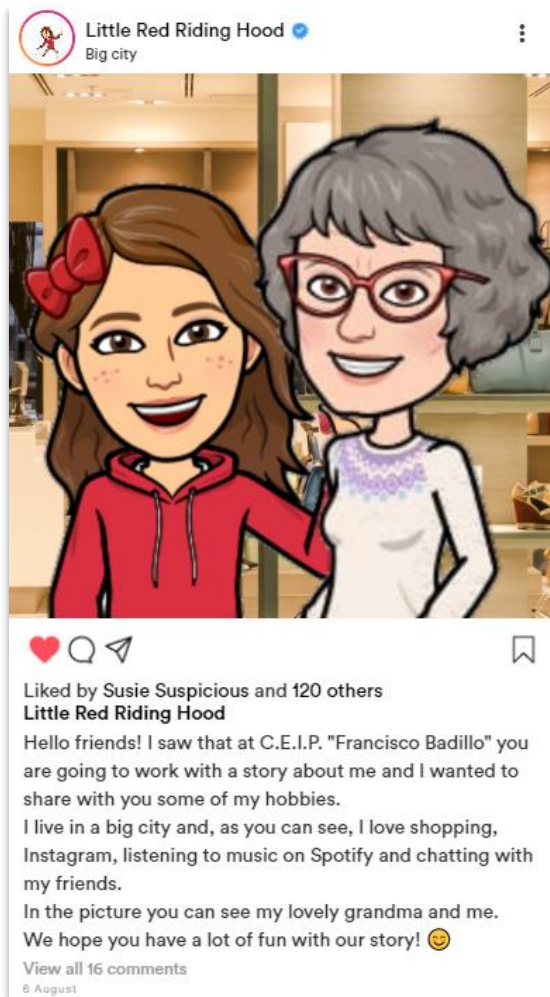 Little Red Riding Hood
Big city
Liked by Susie Suspicious and 120 others
Little Red Riding Hood
Hello friends! I saw that at C.E.I.P. "Francisco Badillo" you
are going to work with a story about me and I wanted to
share with you some of my hobbies.
I live in a big city and, as you can see, I love shopping,
Instagram, listening to music on Spotify and chatting with
my friends.
In the picture you can see my lovely grandma and me.
We hope you have a lot of fun with our story! 😊
View all 16 comments
6 August